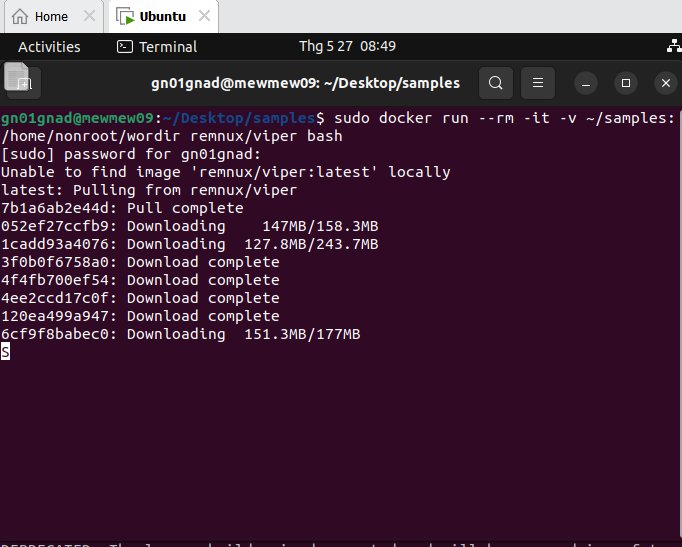 Home
Ubuntu
Activities
Terminal
Thg 5 27 08:49
gn01gnad@mewmew09: ~/Desktop/samples
gn01gnad@mewmew09:~/Desktop/samples$ sudo docker run --rm -it -v ~/samples:
/home/nonroot/wordir remnux/viper bash
[sudo] password for gn01gnad:
Unable to find image 'remnux/viper:latest' locally
latest: Pulling from remnux/viper
7b1a6ab2e44d: Pull complete
052ef27ccfb9: Downloading 147MB/158.3MB
1cadd93a4076: Downloading 127.8MB/243.7MB
3f0b0f6758a0: Download complete
4f4fb700ef54: Download complete
4ee2ccd17c0f: Download complete
120ea499a947: Download complete
6cf9f8babec0: Downloading 151.3MB/177MB
S